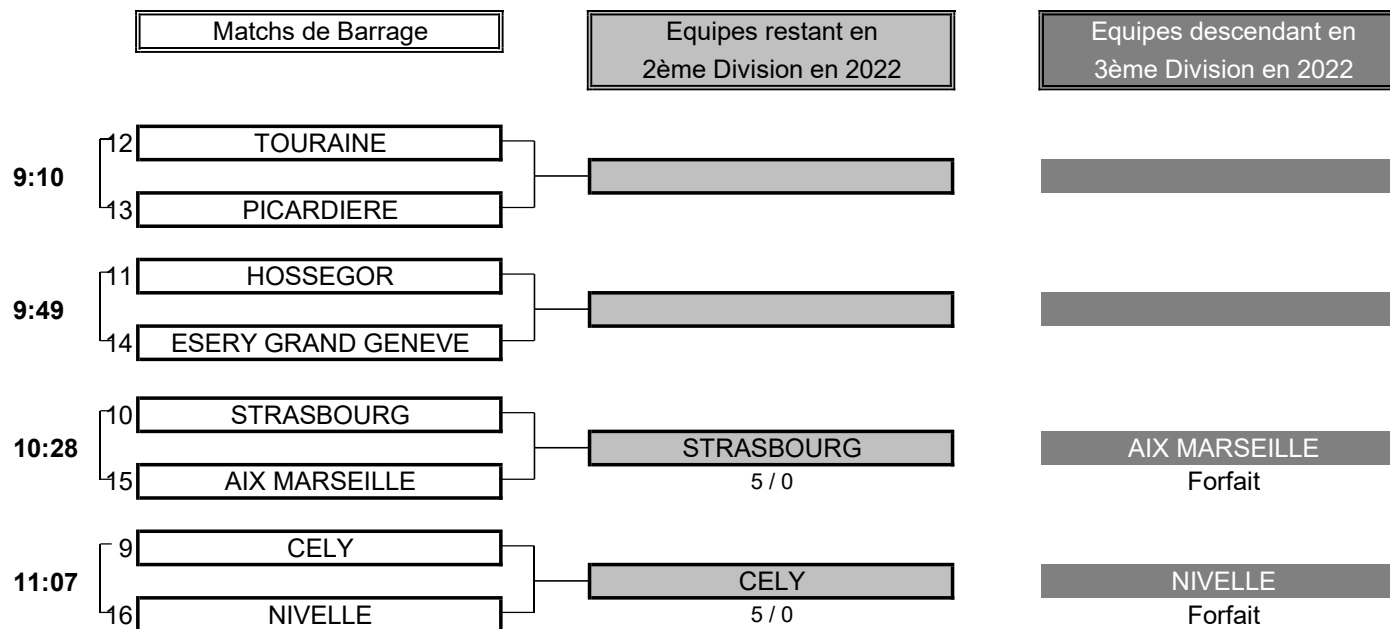 Matchs de Barrage
Equipes restant en
2ème Division en 2022
Equipes descendant en
3ème Division en 2022
12 TOURAINE
9:10
13 PICARDIERE
11 HOSSEGOR
9:49
14 ESERY GRAND GENEVE
10 STRASBOURG
10:28 STRASBOURG AIX MARSEILLE
15 AIX MARSEILLE 5 / 0 Forfait
9 CELY
11:07 CELY NIVELLE
16 NIVELLE 5 / 0 Forfait